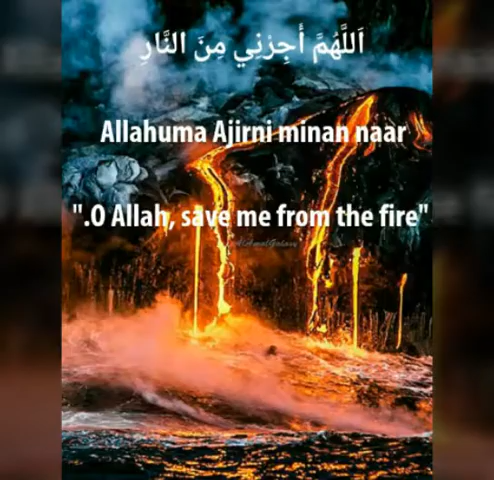 اَللَّهُمَّ أَجِرْنِي مِنَ النَّارِ
Allahuma Ajirni minan naar
".O Allah, save me from the fire"